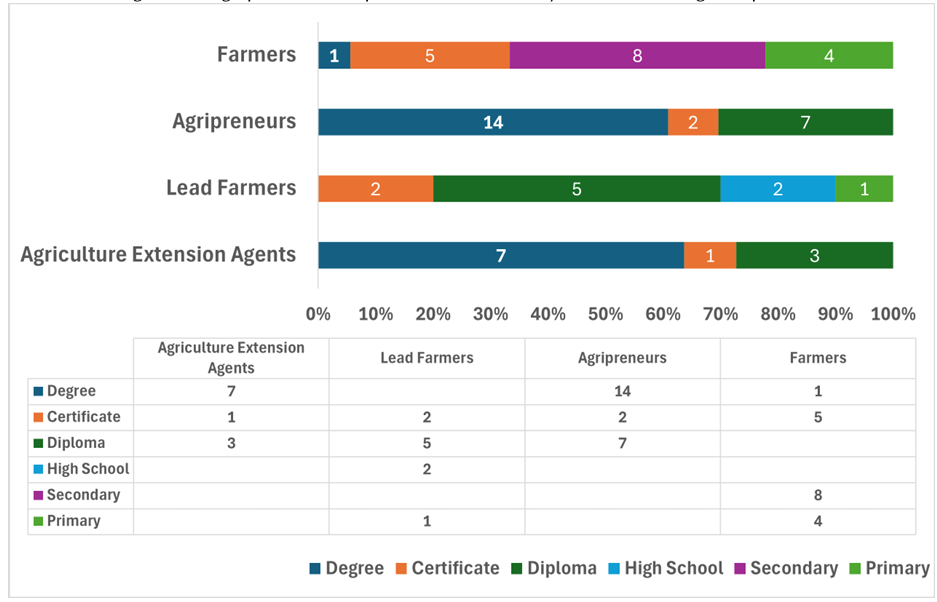 Farmers 1 5 8 4
Agripreneurs 14 2 7
Lead Farmers 2 5 2 1
Agriculture Extension Agents 7 1 3
0% 10% 20% 30% 40% 50% 60% 70% 80% 90% 100%
Agriculture Extension
Agents
Lead Farmers Agripreneurs Farmers
Degree 7 14 1
Certificate 1 2 2 5
Diploma 3 5 7
High School 2
Secondary 8
Primary 1 4
Degree Certificate Diploma High School Secondary Primary